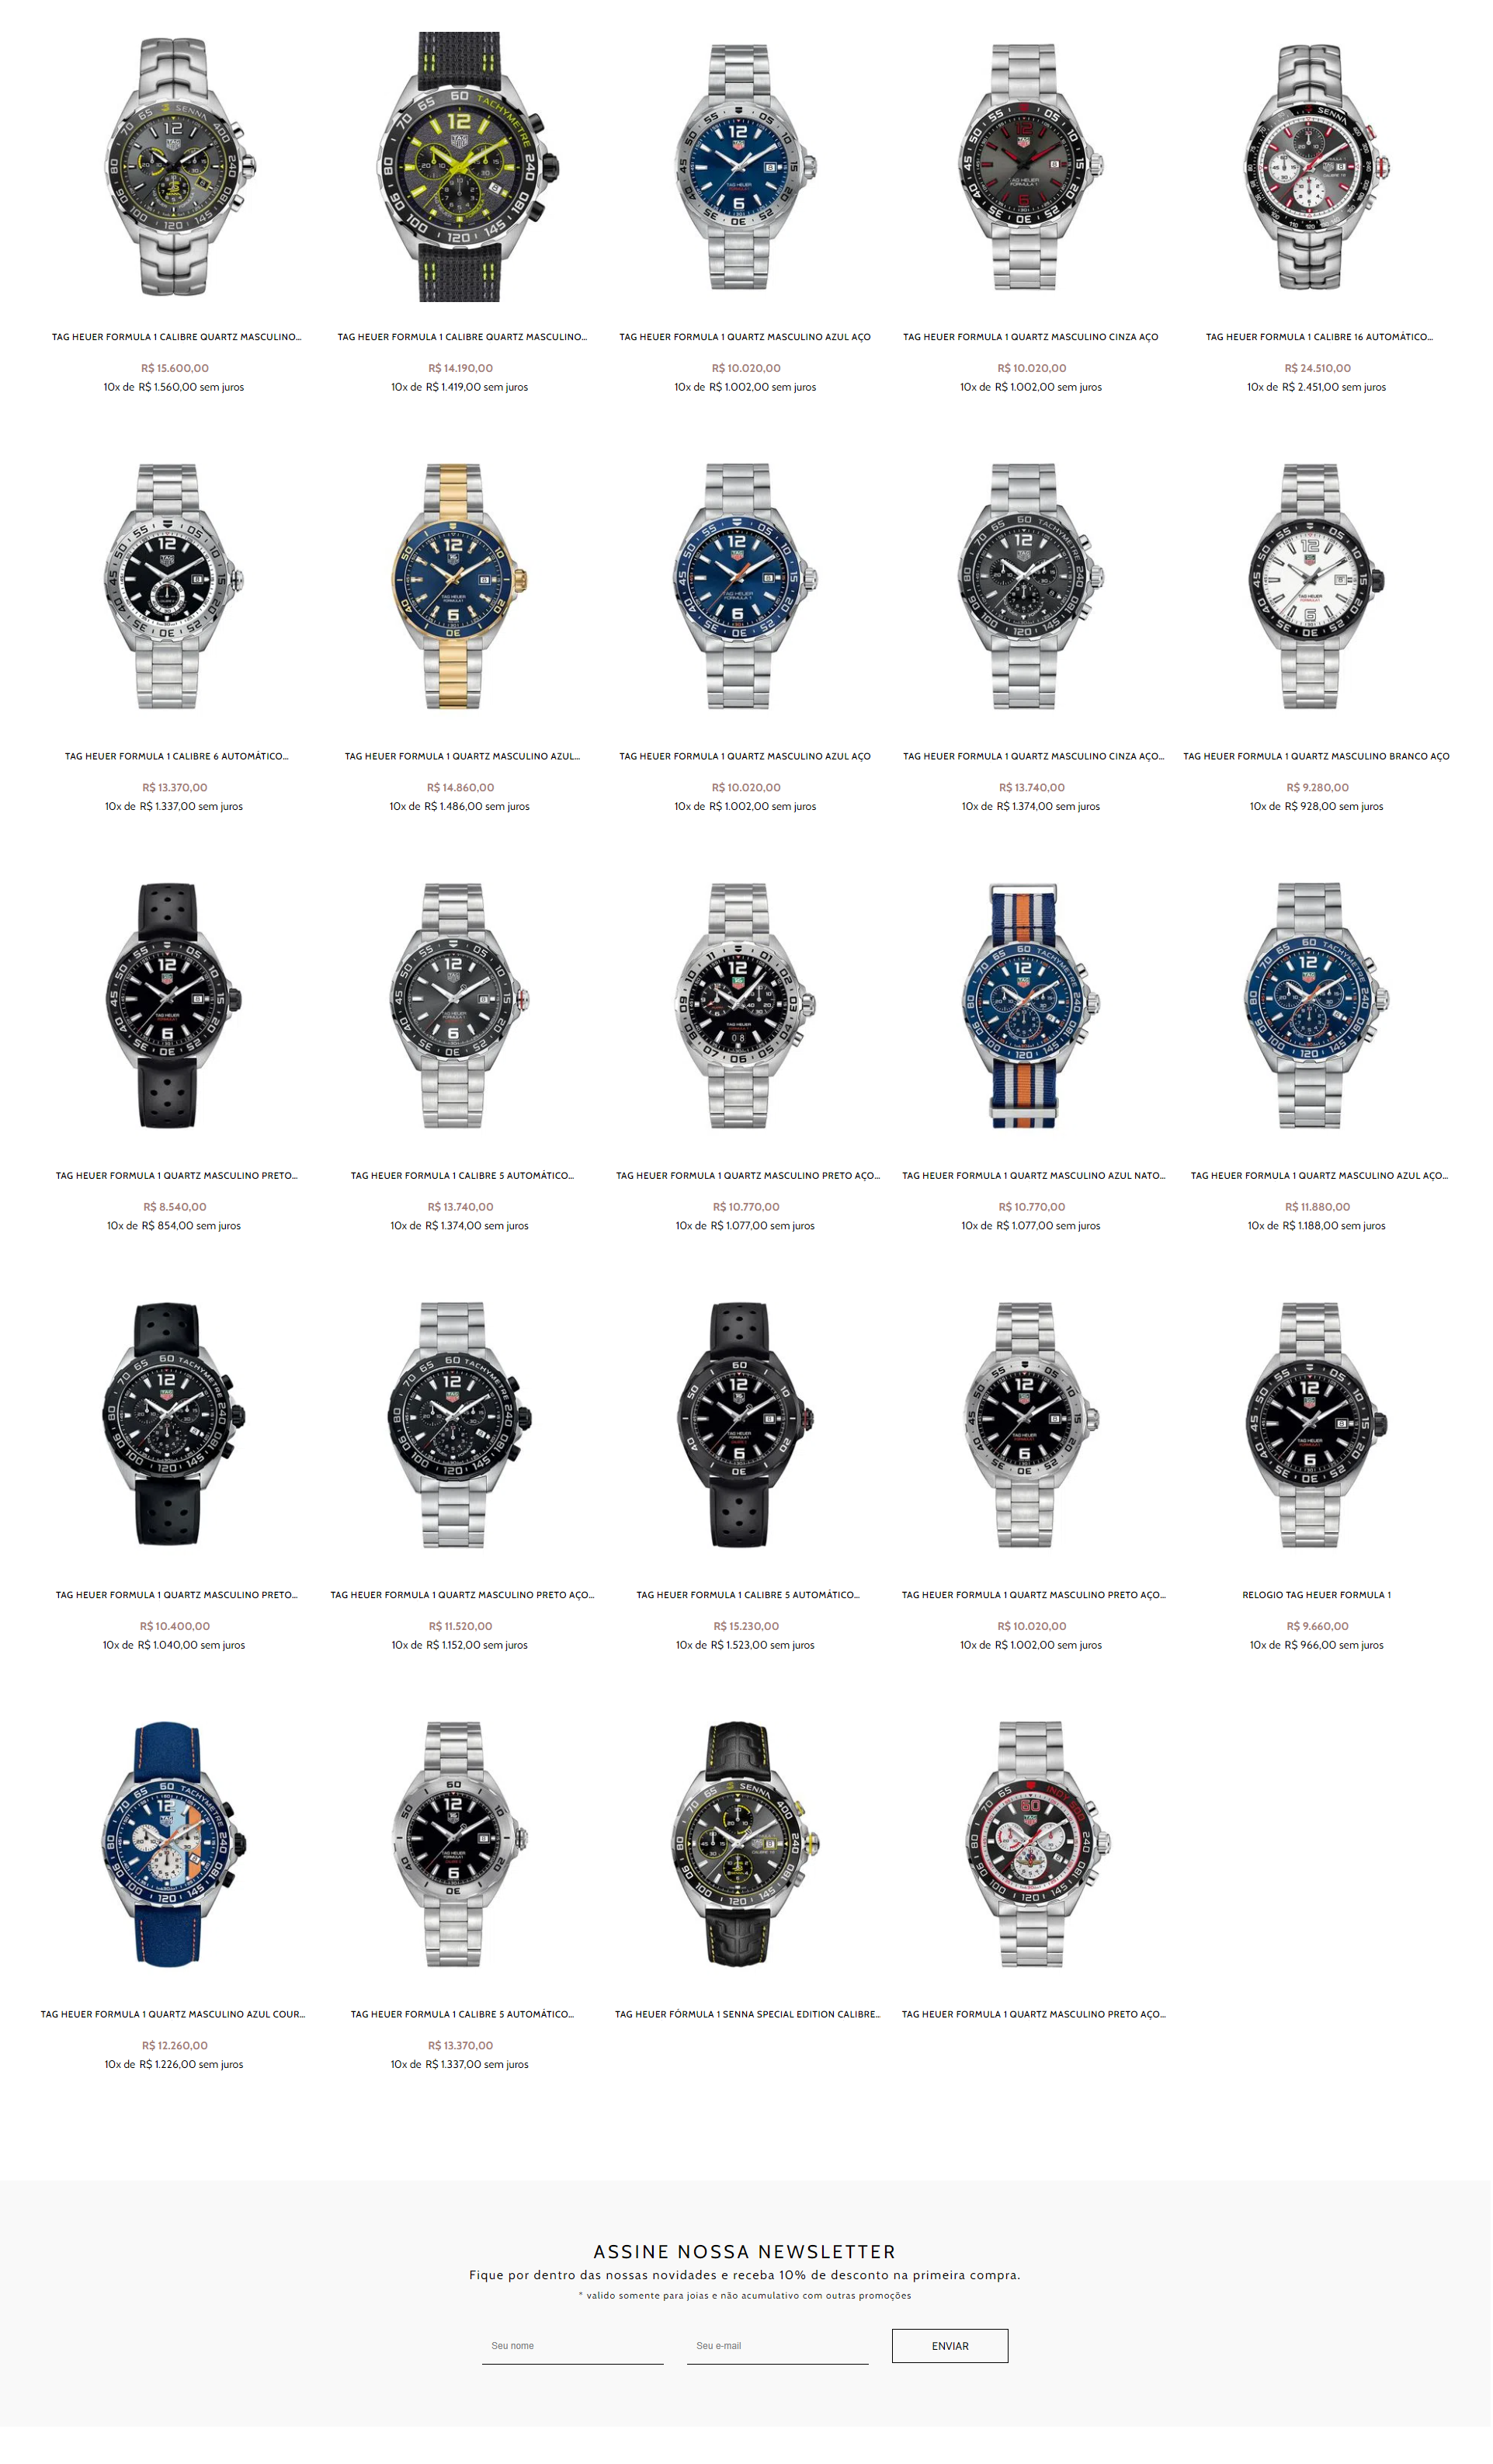 TAG HEUER FORMULA 1 CALIBRE QUARTZ MASCULINO...
R$ 15.600,00
10x de R$ 1.560,00 sem juros
TAG HEUER FORMULA 1 CALIBRE QUARTZ MASCULINO...
R$ 14.190,00
10x de R$ 1.419,00 sem juros
TAG HEUER FORMULA 1 QUARTZ MASCULINO AZUL AÇO
R$ 10.020,00
10x de R$ 1.002,00 sem juros
TAG HEUER FORMULA 1 QUARTZ MASCULINO CINZA AÇO
R$ 10.020,00
10x de R$ 1.002,00 sem juros
TAG HEUER FORMULA 1 CALIBRE 16 AUTOMÁTICO...
R$ 24.510,00
10x de R$ 2.451,00 sem juros
TAG HEUER FORMULA 1 CALIBRE 6 AUTOMÁTICO...
R$ 13.370,00
10x de R$ 1.337,00 sem juros
TAG HEUER FORMULA 1 QUARTZ MASCULINO AZUL...
R$ 14.860,00
10x de R$ 1.486,00 sem juros
TAG HEUER FORMULA 1 QUARTZ MASCULINO AZUL AÇO
R$ 10.020,00
10x de R$ 1.002,00 sem juros
TAG HEUER FORMULA 1 QUARTZ MASCULINO CINZA AÇO...
R$ 13.740,00
10x de R$ 1.374,00 sem juros
TAG HEUER FORMULA 1 QUARTZ MASCULINO BRANCO AÇO
R$ 9.280,00
10x de R$ 928,00 sem juros
TAG HEUER FORMULA 1 QUARTZ MASCULINO PRETO...
R$ 8.540,00
10x de R$ 854,00 sem juros
TAG HEUER FORMULA 1 CALIBRE 5 AUTOMÁTICO...
R$ 13.740,00
10x de R$ 1.374,00 sem juros
TAG HEUER FORMULA 1 QUARTZ MASCULINO PRETO AÇO...
R$ 10.770,00
10x de R$ 1.077,00 sem juros
TAG HEUER FORMULA 1 QUARTZ MASCULINO AZUL NATO...
R$ 10.770,00
10x de R$ 1.077,00 sem juros
TAG HEUER FORMULA 1 QUARTZ MASCULINO AZUL AÇO...
R$ 11.880,00
10x de R$ 1.188,00 sem juros
TAG HEUER FORMULA 1 QUARTZ MASCULINO PRETO...
R$ 10.400,00
10x de R$ 1.040,00 sem juros
TAG HEUER FORMULA 1 QUARTZ MASCULINO PRETO AÇO...
R$ 11.520,00
10x de R$ 1.152,00 sem juros
TAG HEUER FORMULA 1 CALIBRE 5 AUTOMÁTICO...
R$ 15.230,00
10x de R$ 1.523,00 sem juros
TAG HEUER FORMULA 1 QUARTZ MASCULINO PRETO AÇO...
R$ 10.020,00
10x de R$ 1.002,00 sem juros
RELOGIO TAG HEUER FORMULA 1
R$ 9.660,00
10x de R$ 966,00 sem juros
TAG HEUER FORMULA 1 QUARTZ MASCULINO AZUL COUR...
R$ 12.260,00
10x de R$ 1.226,00 sem juros
TAG HEUER FORMULA 1 CALIBRE 5 AUTOMÁTICO...
R$ 13.370,00
10x de R$ 1.337,00 sem juros
TAG HEUER FÓRMULA 1 SENNA SPECIAL EDITION CALIBRE...
TAG HEUER FORMULA 1 QUARTZ MASCULINO PRETO AÇO...
ASSINE NOSSA NEWSLETTER
Fique por dentro das nossas novidades e receba 10% de desconto na primeira compra.
* valido somente para joias e não acumulativo com outras promoções
Seu nome
Seu e-mail
ENVIAR